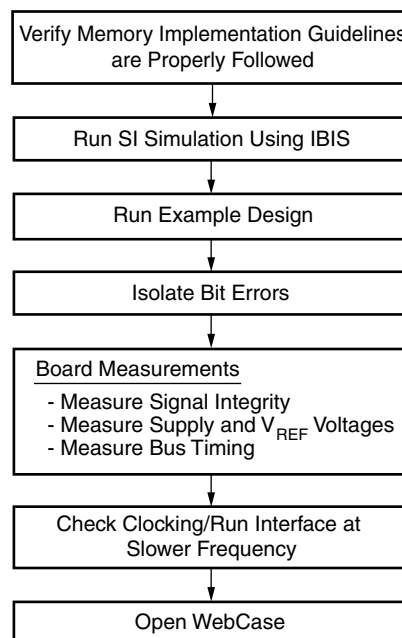 Verify Memory Implementation Guidelines
are Properly Followed
Run SI Simulation Using IBIS
Run Example Design
Isolate Bit Errors
Board Measurements
- Measure Signal Integrity
- Measure Supply and VREF Voltages
- Measure Bus Timing
Check Clocking/Run Interface at
Slower Frequency
Open WebCase